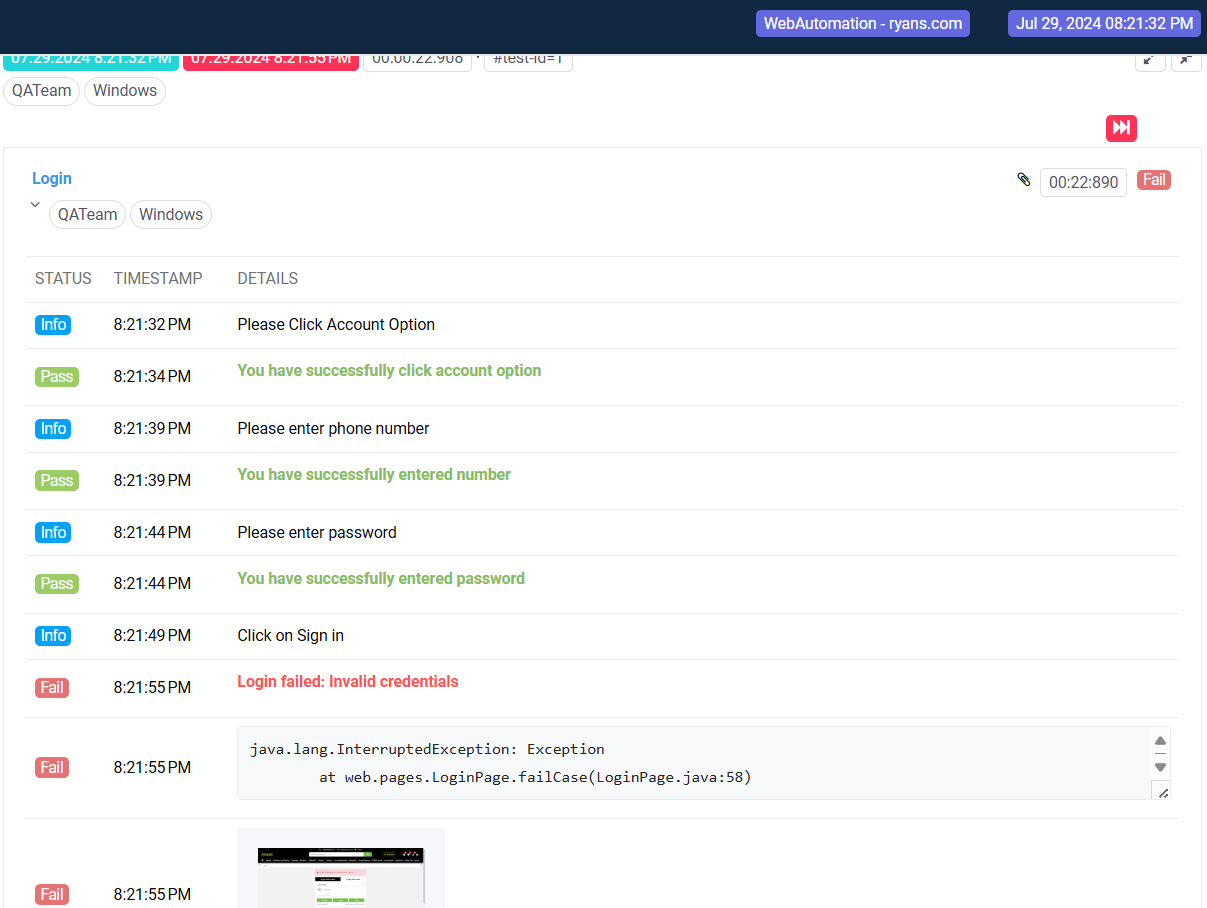 WebAutomation - ryans.com
Jul 29, 2024 08:21:32 PM
07.29.2024 8:21:32 PM
07.29.2024 8:21:55 PM
00:00:22:908
·
#test-id=1
QATeam
Windows
Login
00:22:890
Fail
QATeam
Windows
STATUS TIMESTAMP DETAILS
Info 8:21:32 PM Please Click Account Option
Pass 8:21:34 PM You have successfully click account option
Info 8:21:39 PM Please enter phone number
Pass 8:21:39 PM You have successfully entered number
Info 8:21:44 PM Please enter password
Pass 8:21:44 PM You have successfully entered password
Info 8:21:49 PM Click on Sign in
Fail 8:21:55 PM Login failed: Invalid credentials
Fail 8:21:55 PM java.lang.InterruptedException: Exception
at web.pages.LoginPage.failCase(LoginPage.java:58)
Fail 8:21:55 PM